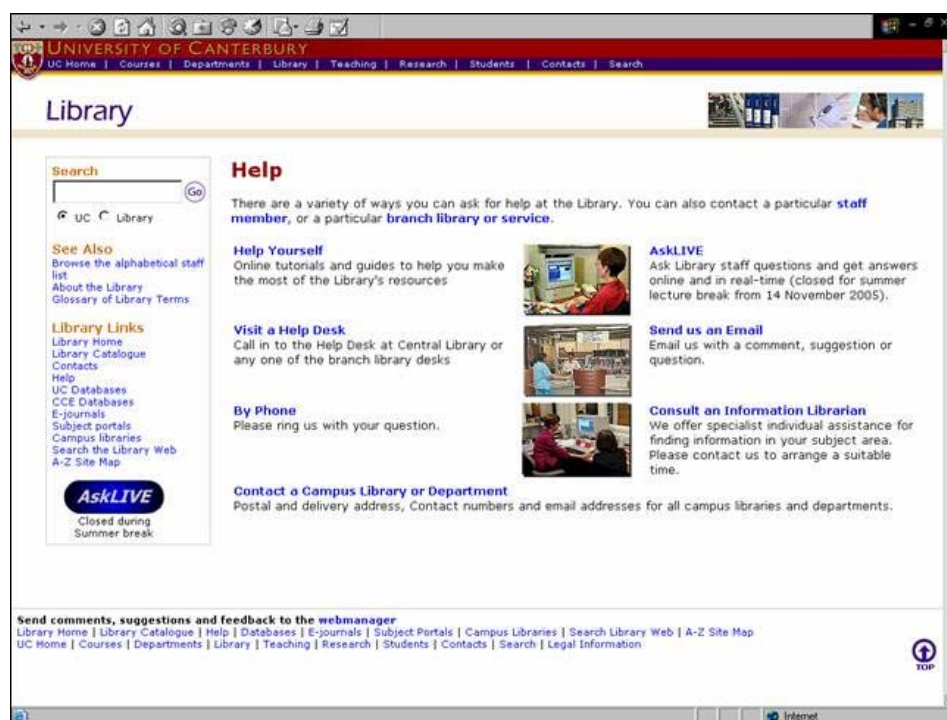 UNIVERSITY OF CANTERBURY
UC Home | Courses | Departments | Library | Teaching | Research | Students | Contacts | Search
Library
Search
Go
UC Library
See Also
Browse the alphabetical staff
list
About the Library
Glossary of Library Terms
Library Links
Library Home
Library Catalogue
Contacts
Help
UC Databases
CCE Databases
E-journals
Subject portals
Campus libraries
Search the Library Web
A-Z Site Map
AskLIVE
Closed during
Summer break
Help
There are a variety of ways you can ask for help at the Library. You can also contact a particular staff
member, or a particular branch library or service.
Help Yourself
Online tutorials and guides to help you make
the most of the Library's resources
AskLIVE
Ask Library staff questions and get answers
online and in real-time (closed for summer
lecture break from 14 November 2005).
Visit a Help Desk
Call in to the Help Desk at Central Library or
any one of the branch library desks
Send us an Email
Email us with a comment, suggestion or
question.
By Phone
Please ring us with your question.
Consult an Information Librarian
We offer specialist individual assistance for
finding information in your subject area.
Please contact us to arrange a suitable
time.
Contact a Campus Library or Department
Postal and delivery address, Contact numbers and email addresses for all campus libraries and departments.
Send comments, suggestions and feedback to the webmanager
Library Home | Library Catalogue | Help | Databases | E-journals | Subject Portals | Campus Libraries | Search Library Web | A-Z Site Map
UC Home | Courses | Departments | Library | Teaching | Research | Students | Contacts | Search | Legal Information
TOP
Internet